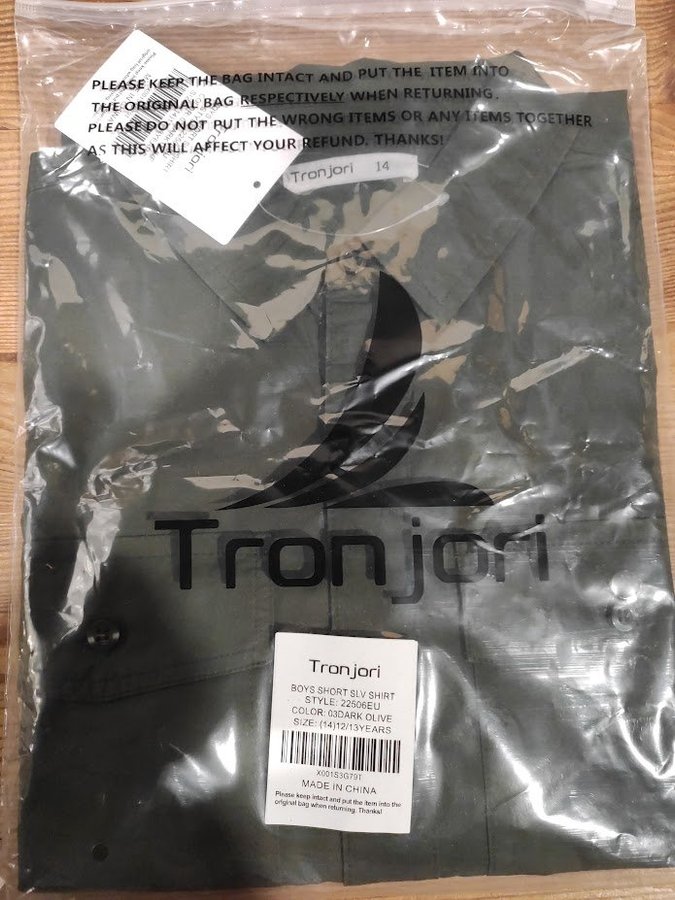 PLEASE KEEP THE BAG INTACT AND PUT THE ITEM INTO
THE ORIGINAL BAG RESPECTIVELY WHEN RETURNING.
PLEASE DO NOT PUT THE WRONG ITEMS OR ANY ITEMS TOGETHER
AS THIS WILL AFFECT YOUR REFUND. THANKS!
Tronjori 14
Tronjori
Tronjori
BOYS SHORT SLV SHIRT
STYLE: 22506EU
COLOR: 03DARK OLIVE
SIZE: (14)12/13YEARS
X001S3G79T
MADE IN CHINA
Please keep intact and put the item into the
original bag when returning. Thanks!